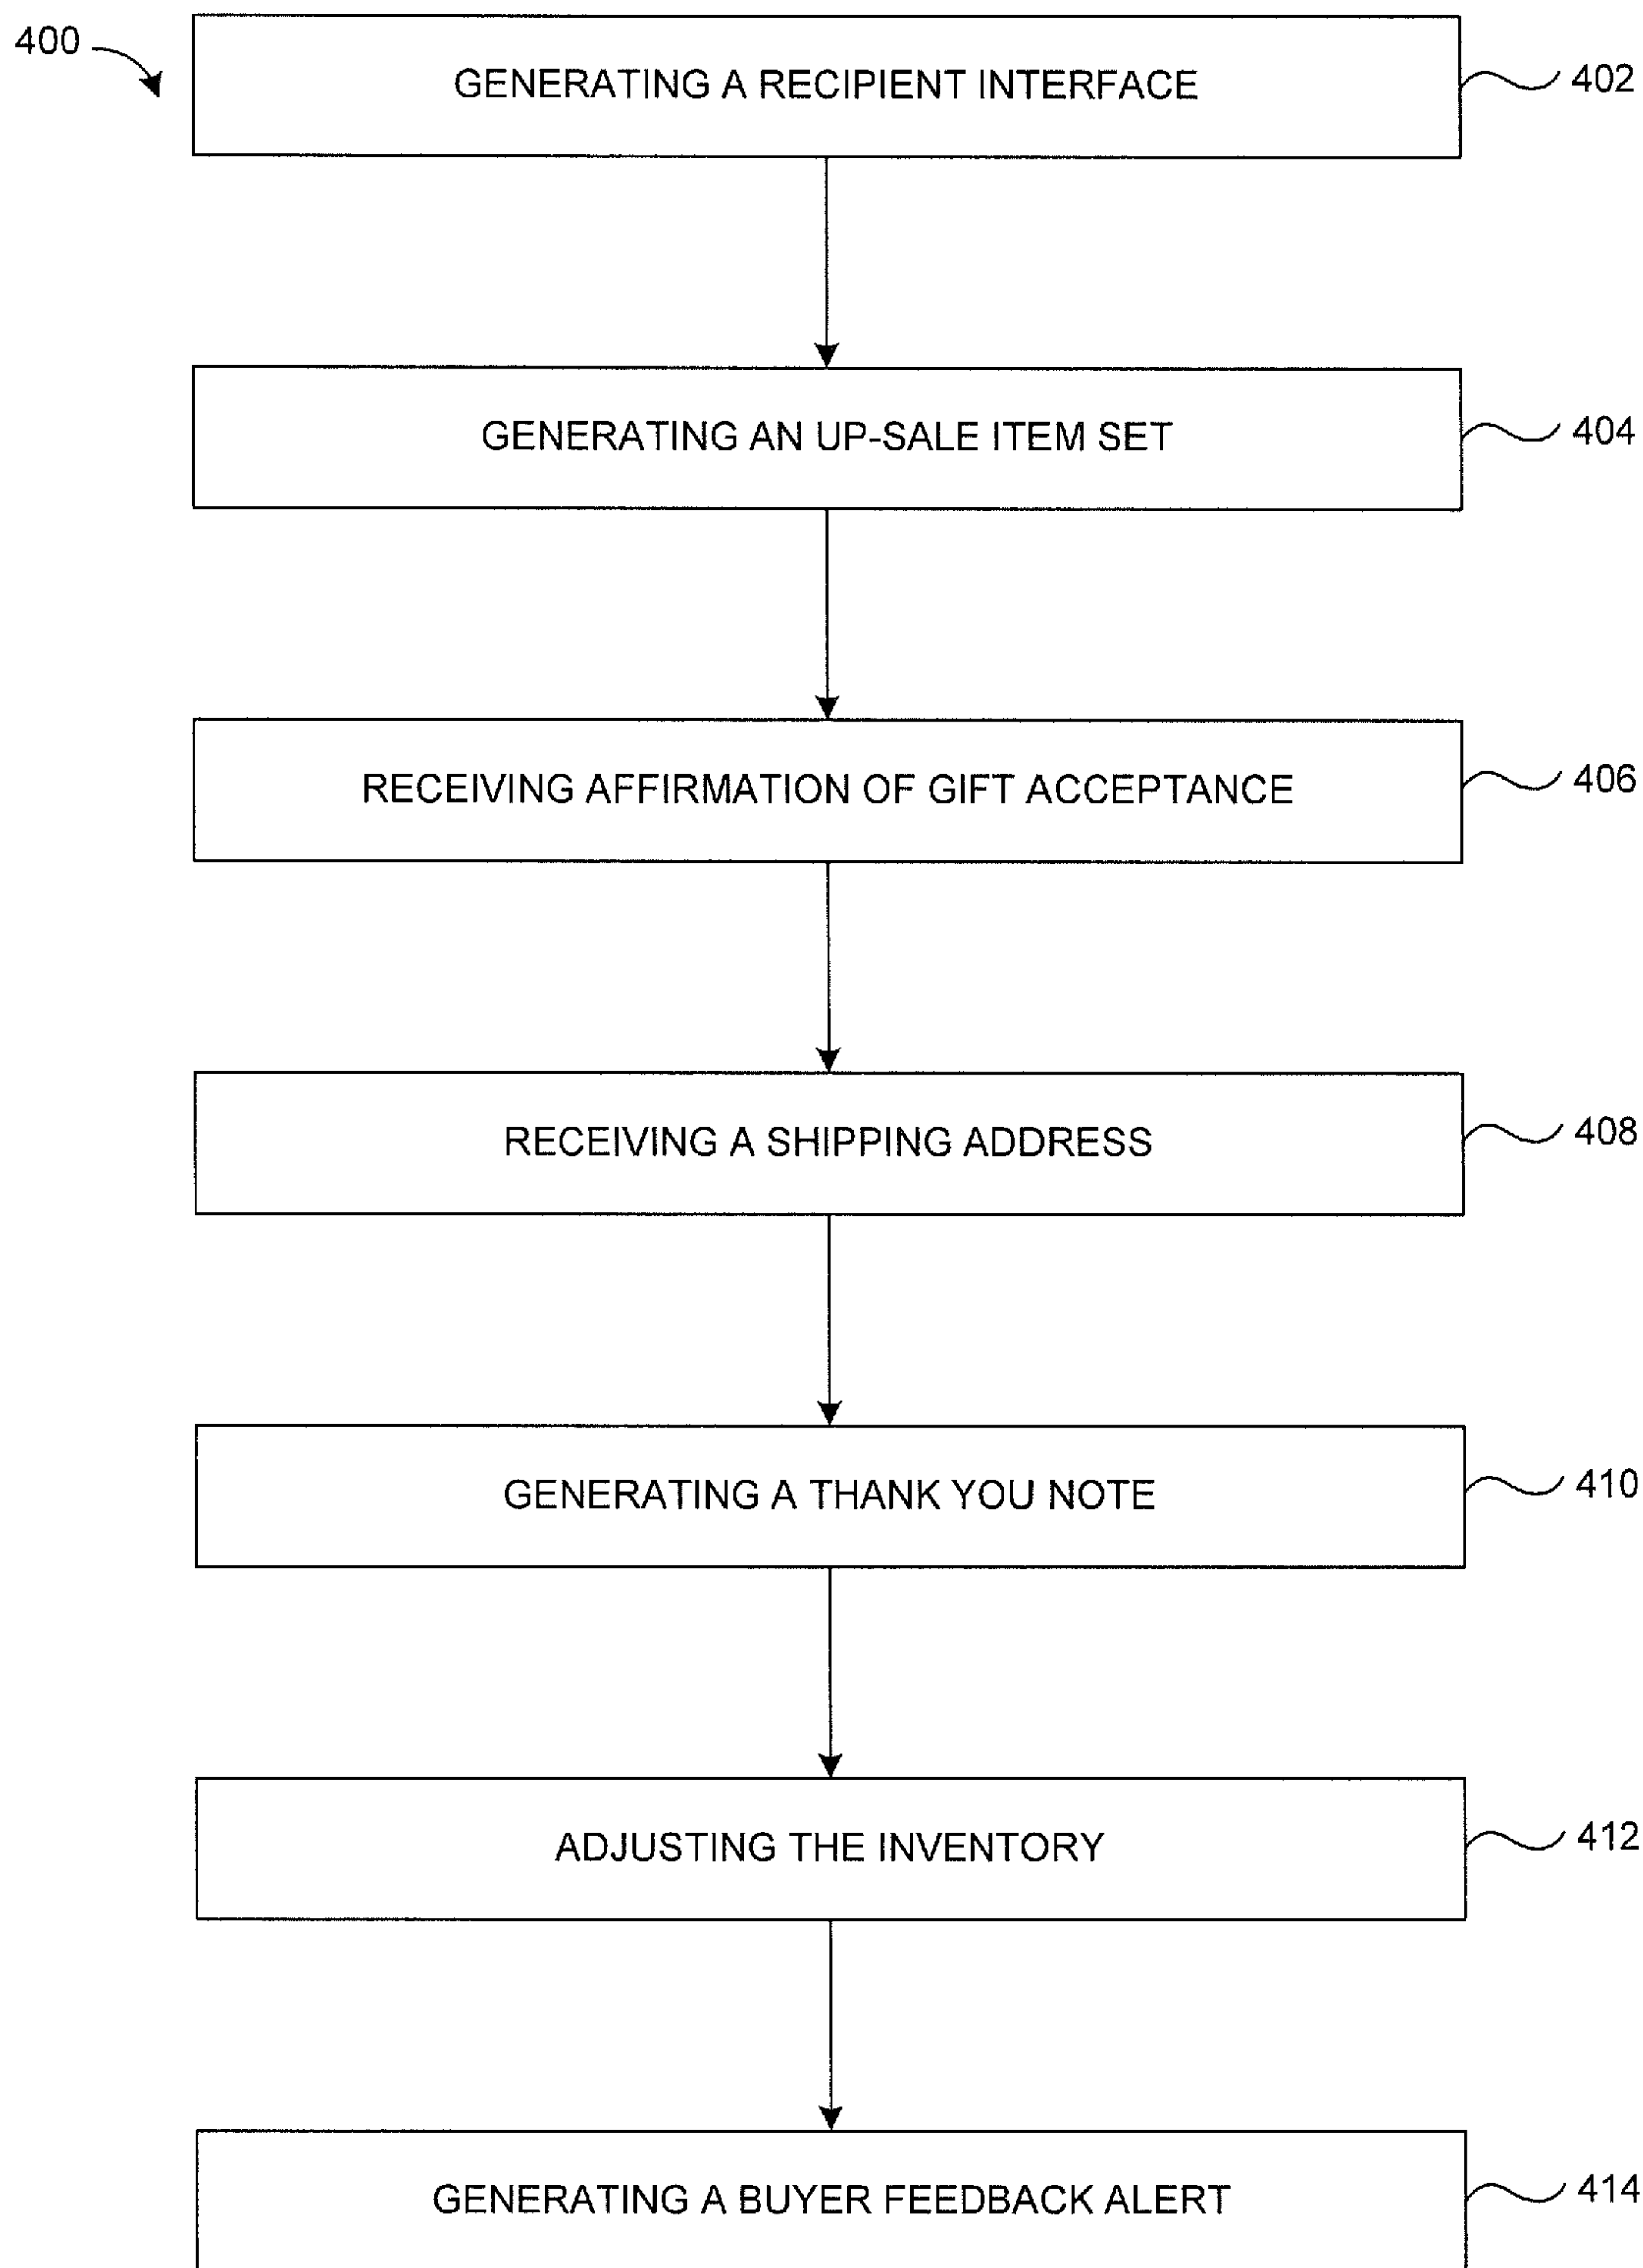 400
GENERATING A RECIPIENT INTERFACE
402
GENERATING AN UP-SALE ITEM SET
404
RECEIVING AFFIRMATION OF GIFT ACCEPTANCE
406
RECEIVING A SHIPPING ADDRESS
408
GENERATING A THANK YOU NOTE
410
ADJUSTING THE INVENTORY
412
GENERATING A BUYER FEEDBACK ALERT
414